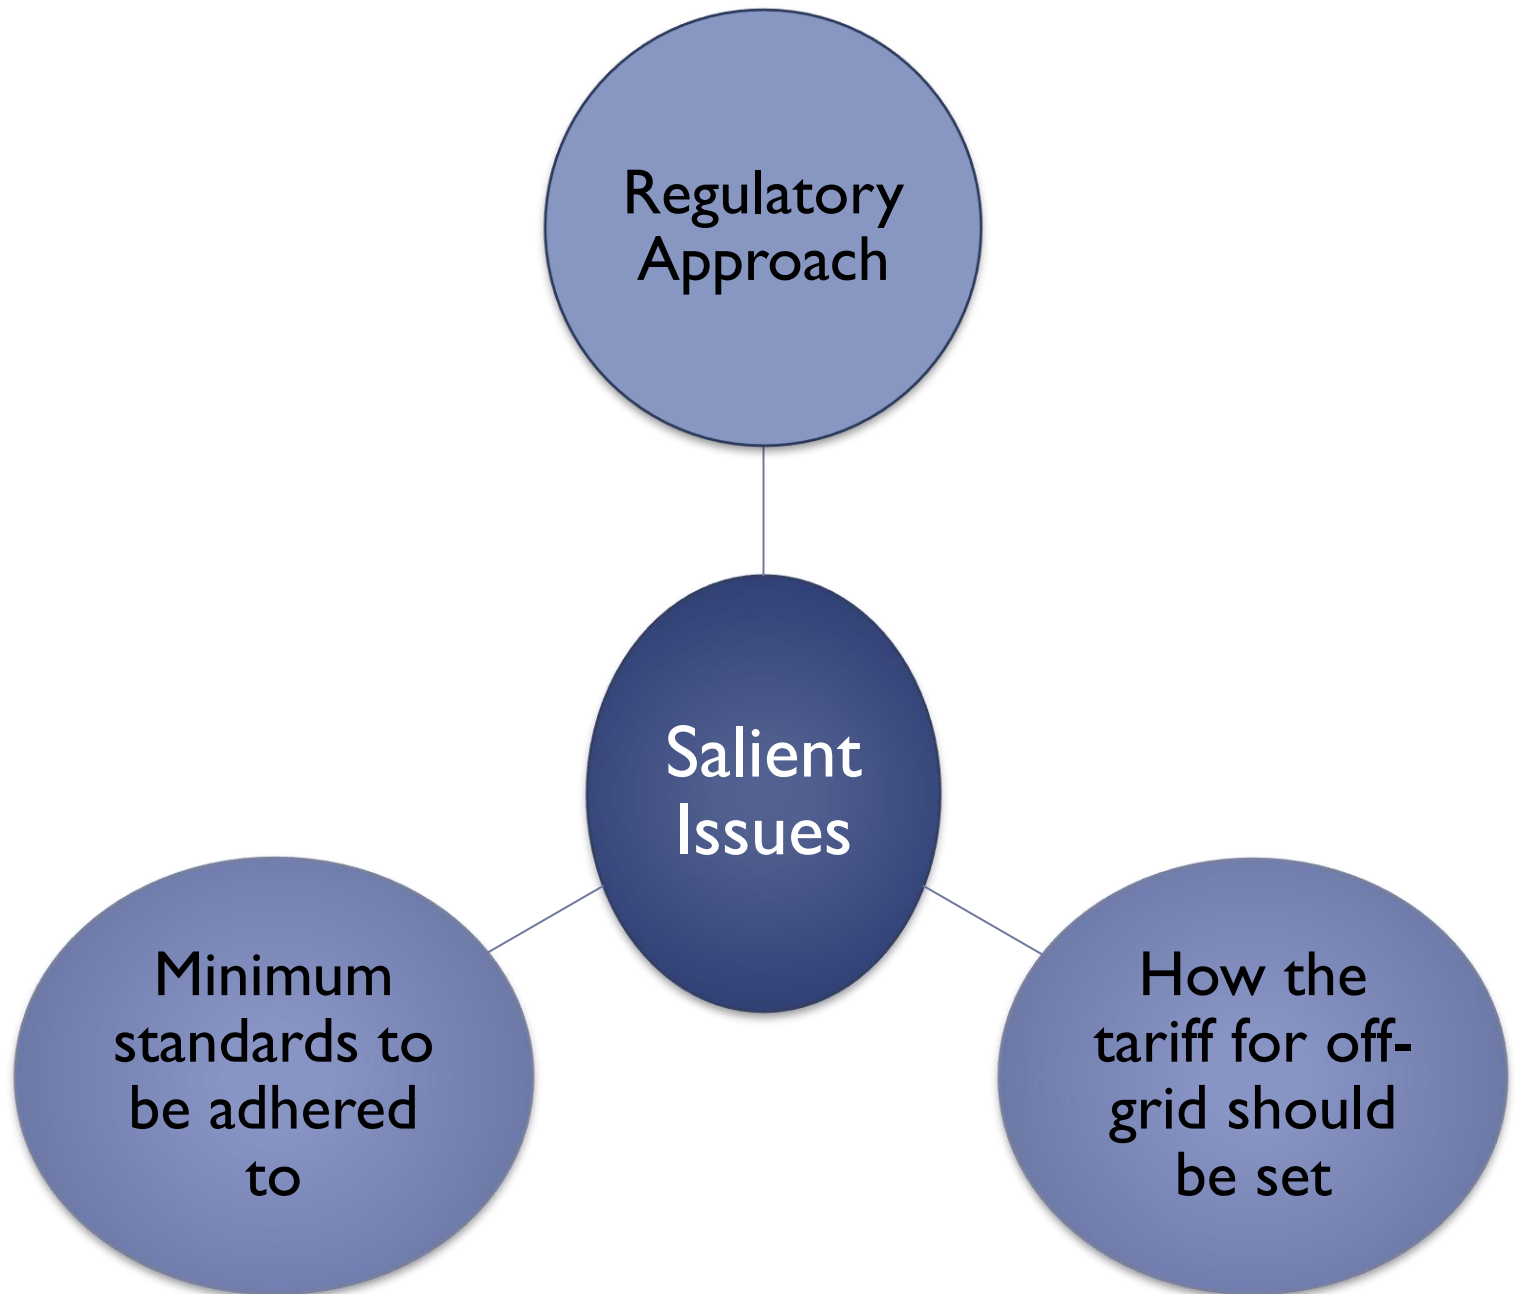 Regulatory
Approach
Salient
Issues
Minimum
standards to
be adhered
to
How the
tariff for off-
grid should
be set